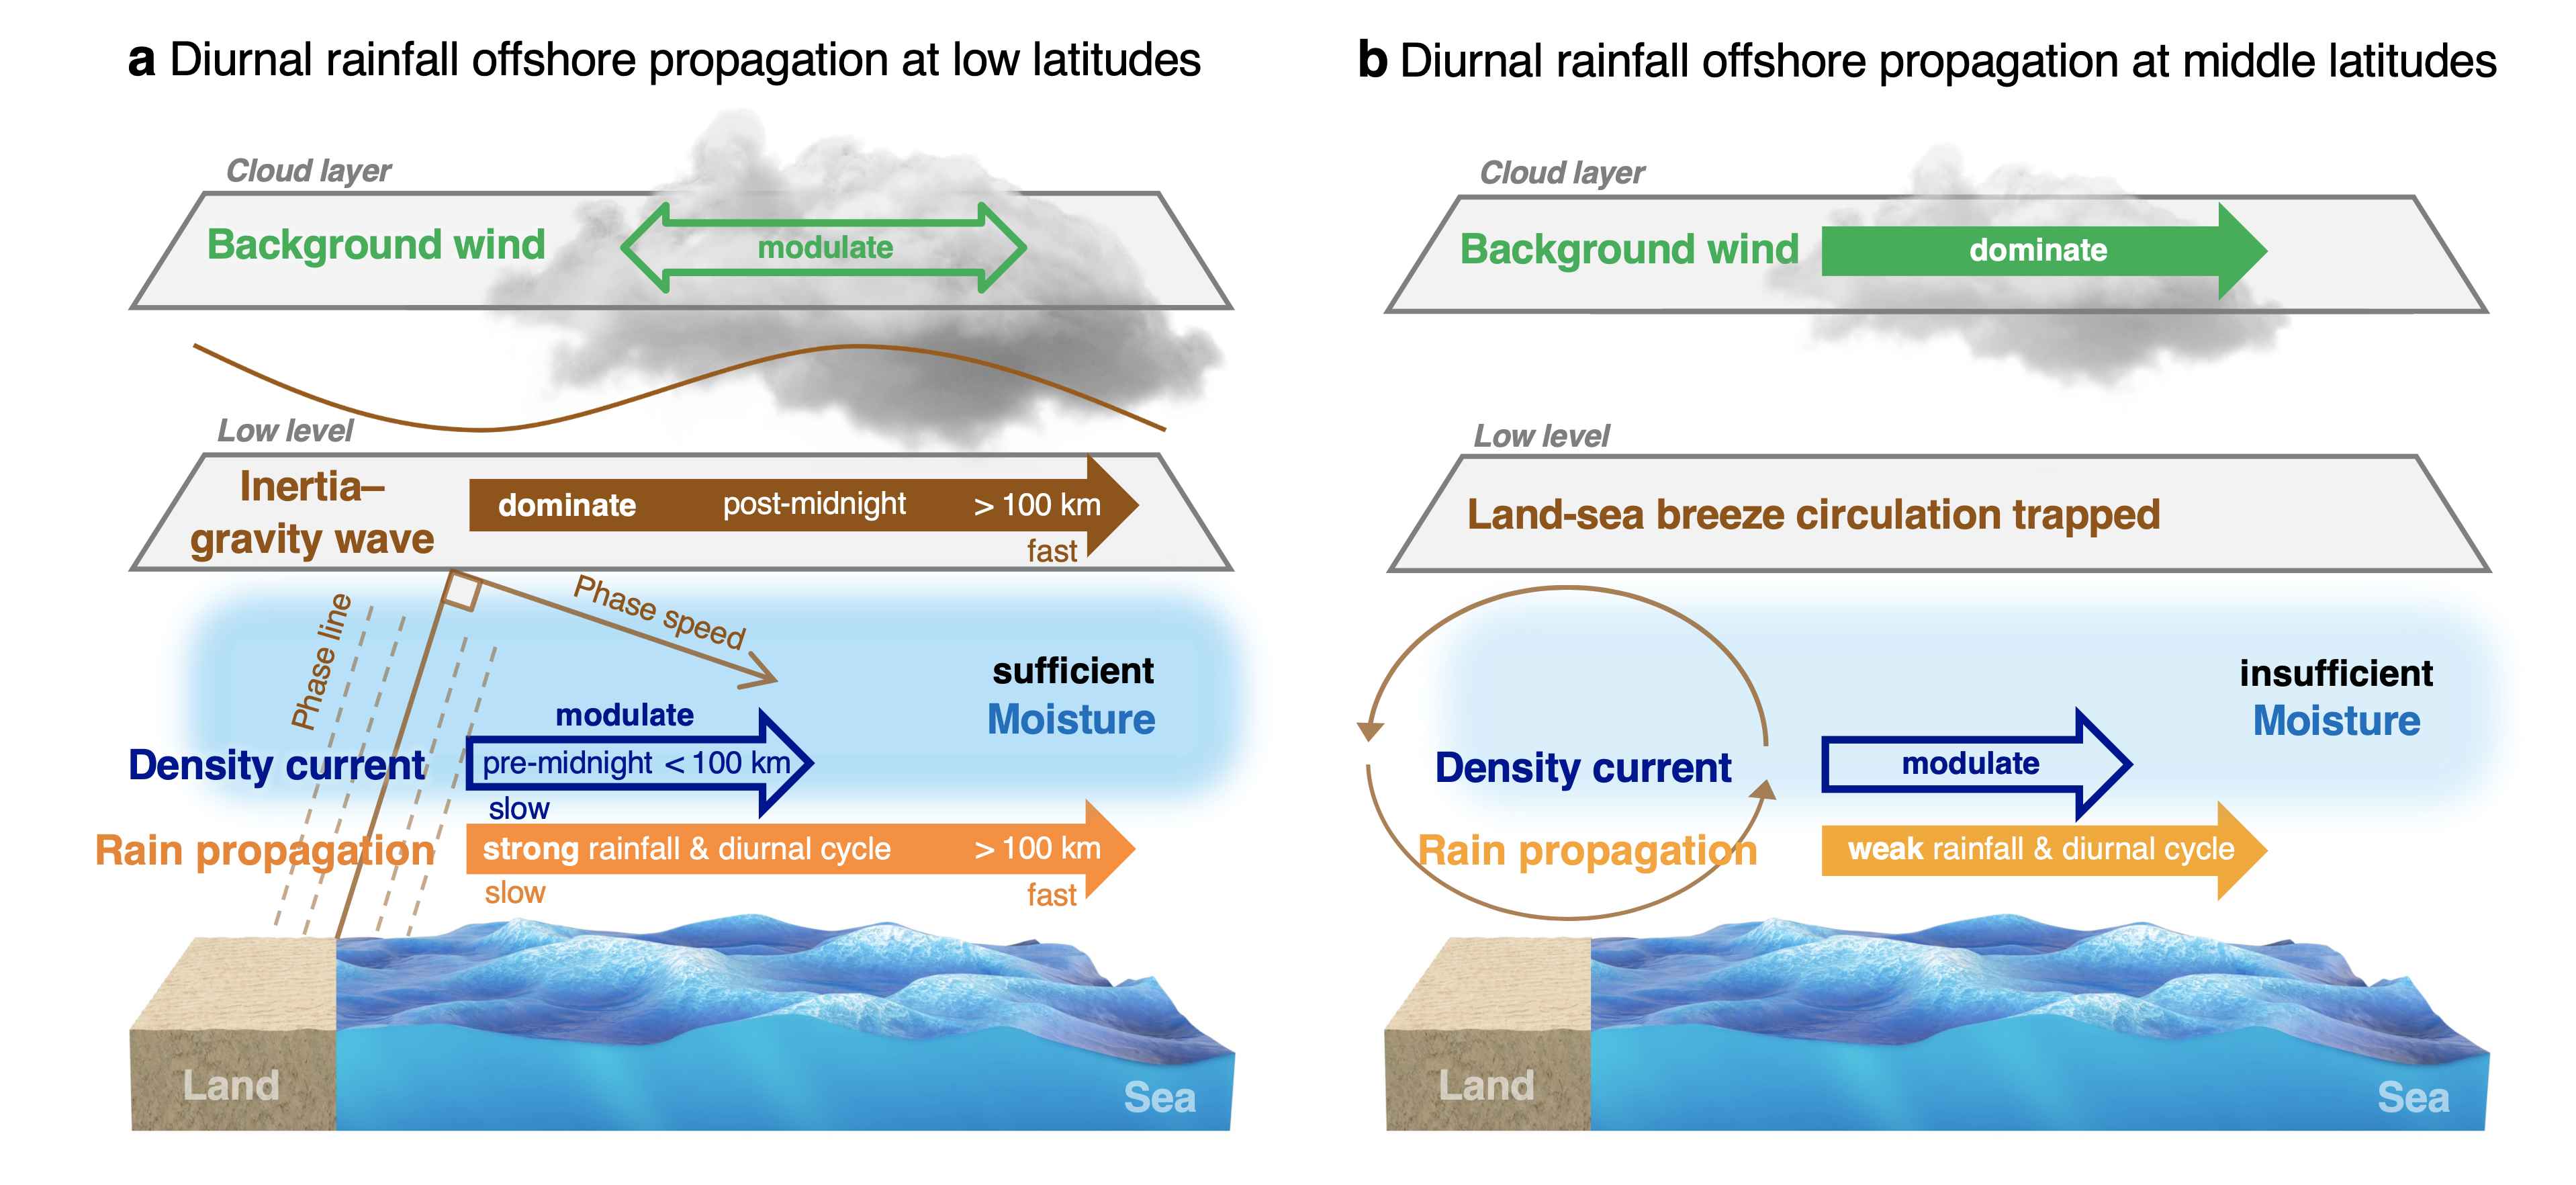 a Diurnal rainfall offshore propagation at low latitudes
Cloud layer
Background wind
modulate
Low level
Inertia–
gravity wave
dominate post-midnight > 100 km
fast
Phase line
Phase speed
sufficient
Moisture
modulate
Density current
pre-midnight < 100 km
slow
Rain propagation
strong rainfall & diurnal cycle > 100 km
slow fast
Land
Sea
b Diurnal rainfall offshore propagation at middle latitudes
Cloud layer
Background wind
dominate
Low level
Land-sea breeze circulation trapped
insufficient
Moisture
Density current
modulate
Rain propagation
weak rainfall & diurnal cycle
Land
Sea